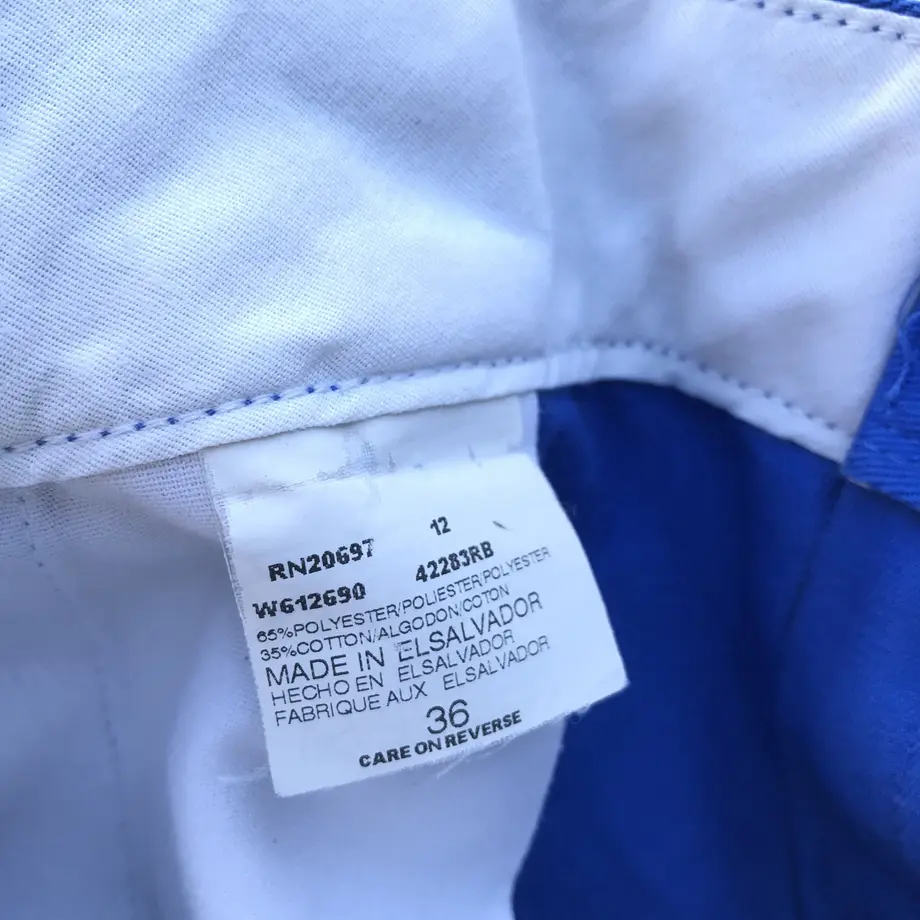 RN20697 12
W612690 42283RB
65%POLYESTER/POLIESTER/POLYESTER
35%COTTON/ALGODON/COTON
MADE IN ELSALVADOR
HECHO EN ELSALVADOR
FABRIQUE AUX ELSALVADOR
36
CARE ON REVERSE